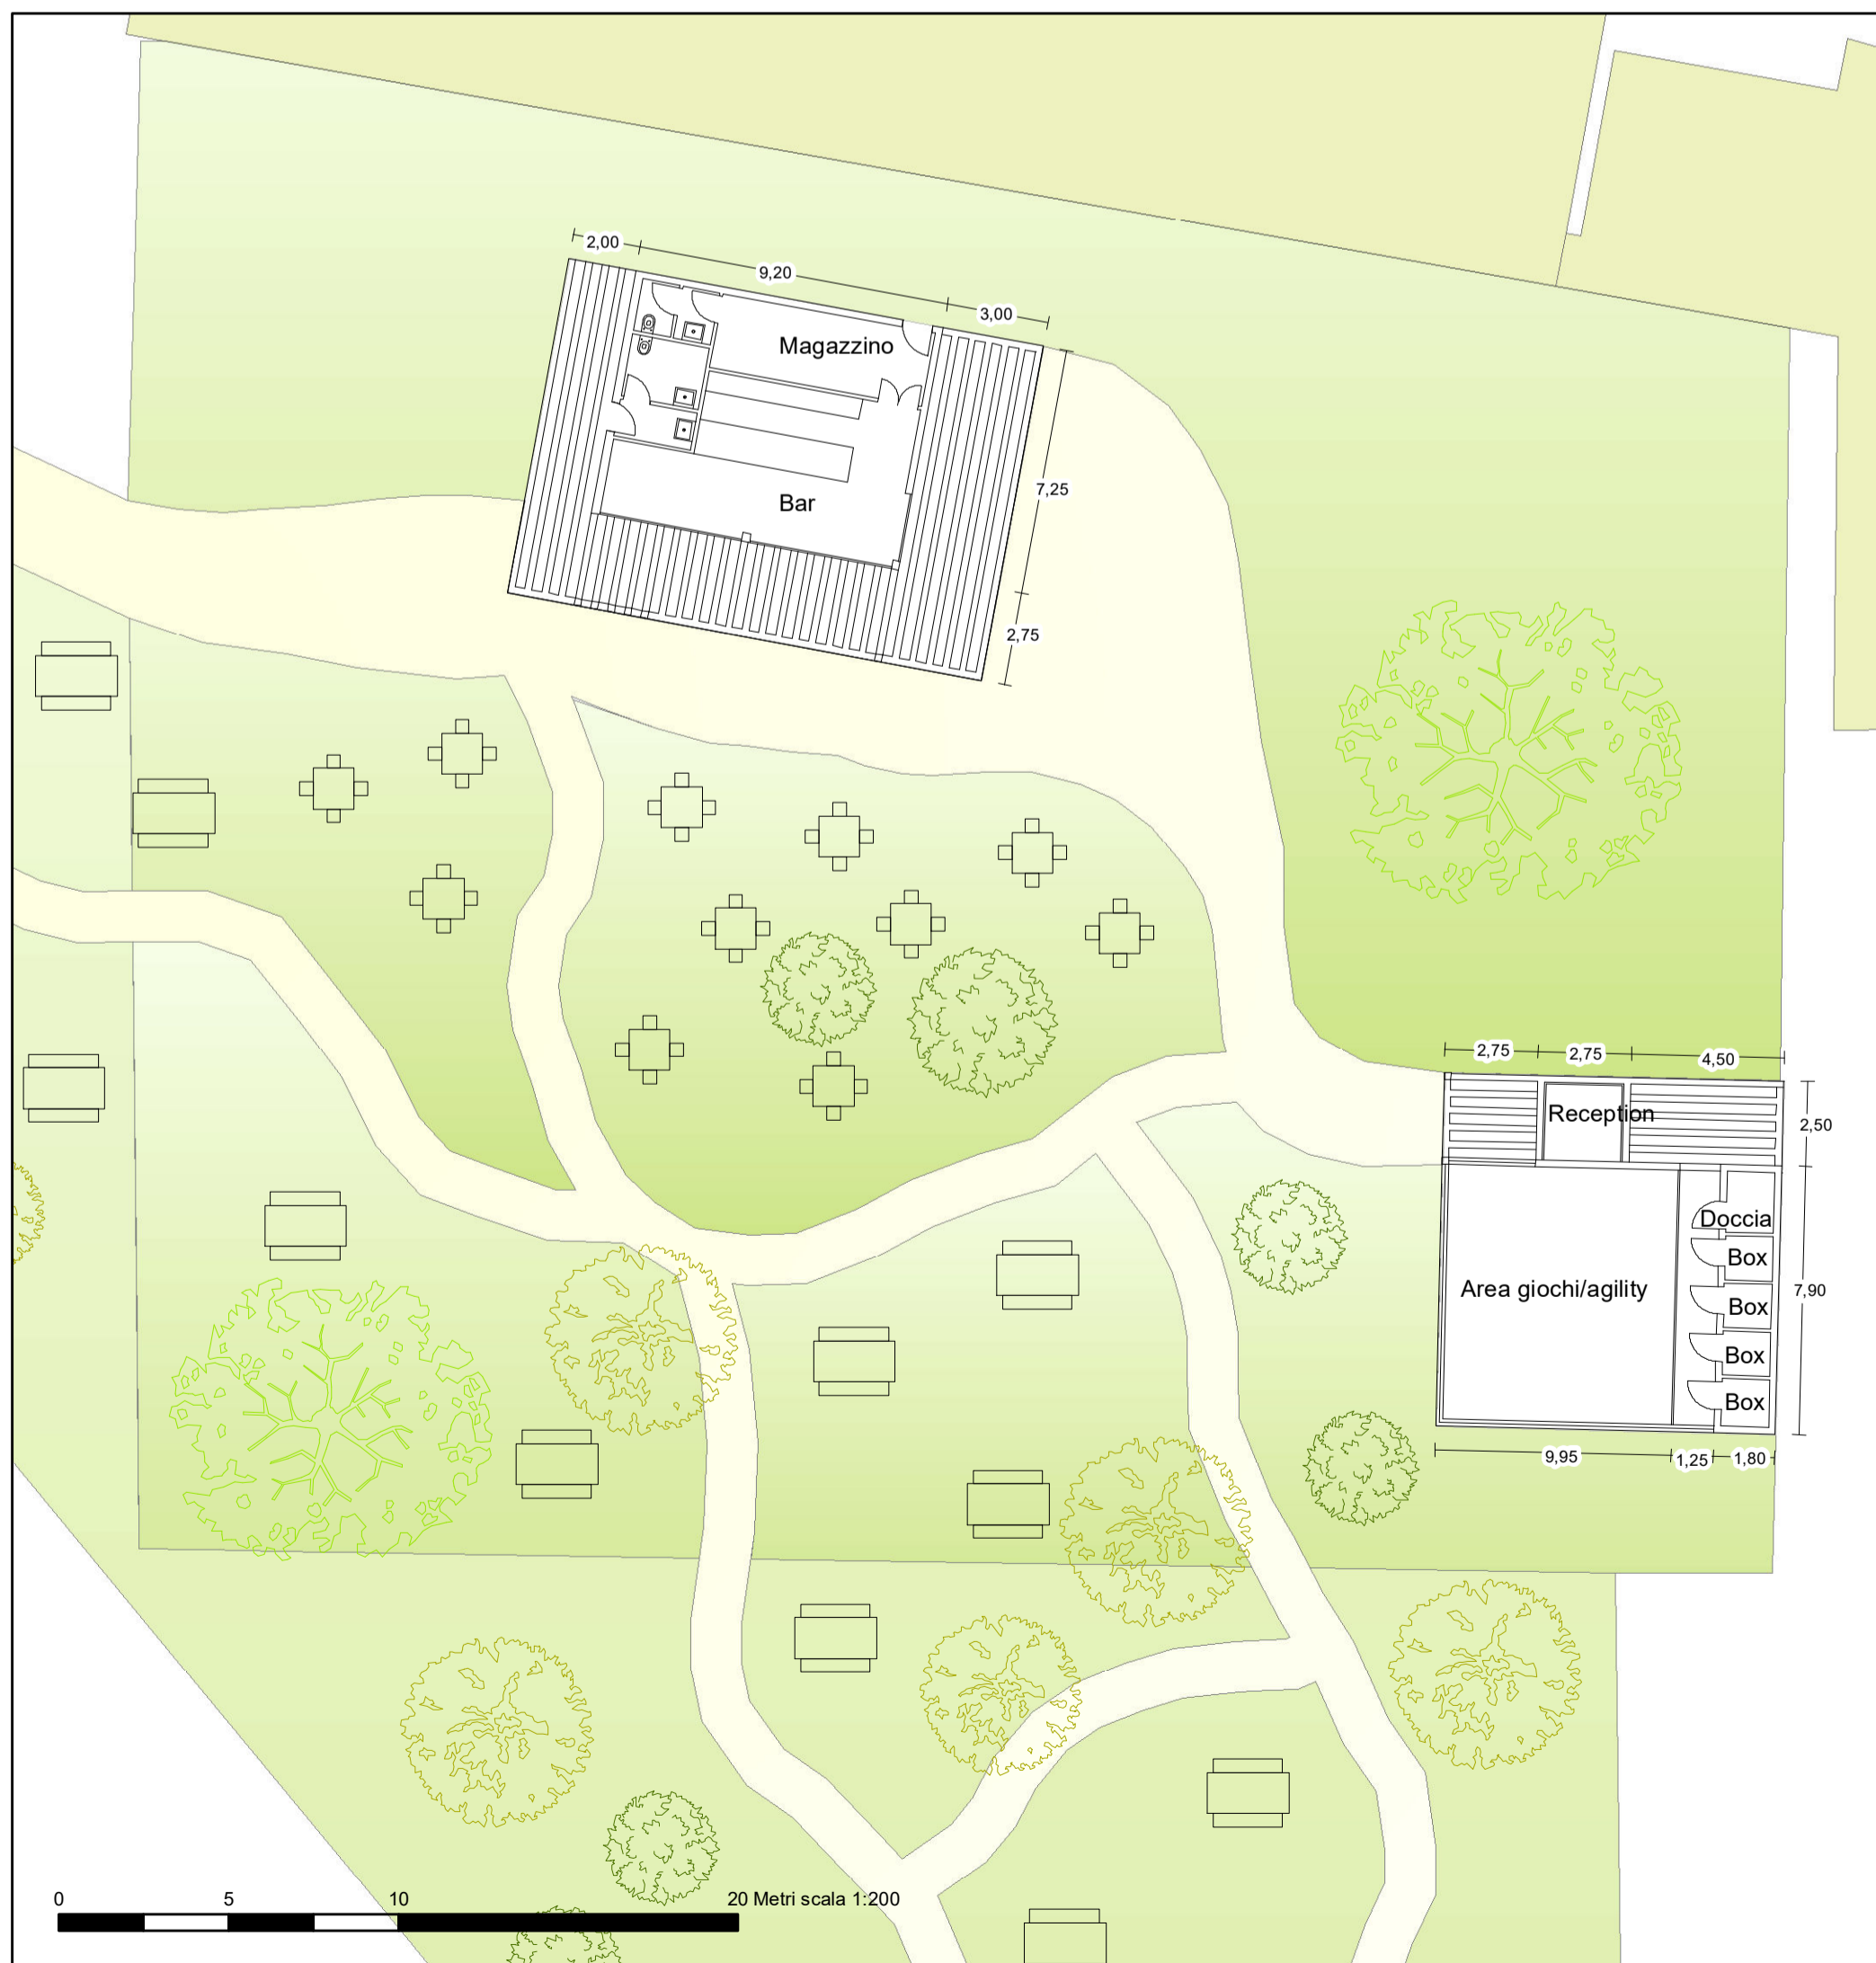 2,00
9,20
3,00
Magazzino
7,25
Bar
2,75
2,75
2,75
4,50
Reception
2,50
Doccia
Box
Area giochi/agility
7,90
Box
Box
Box
9,95
1,25
1,80
0
5
10
20 Metri scala 1:200